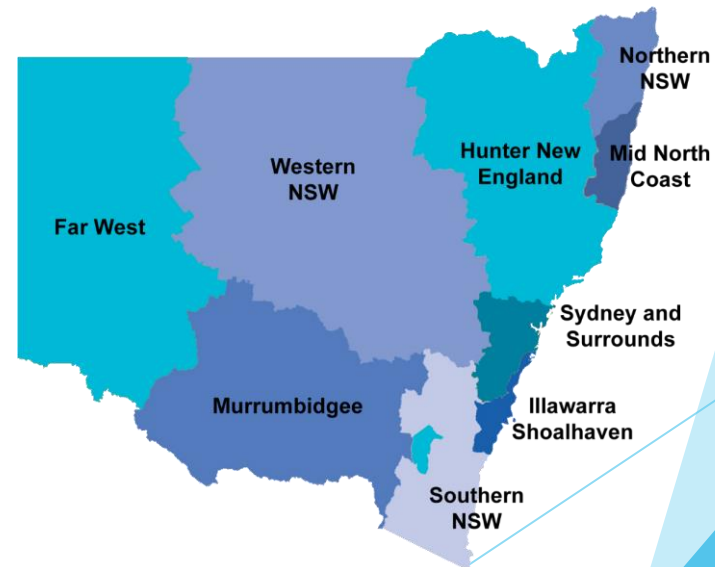 Northern
NSW
Hunter New
England
Mid North
Coast
Western
NSW
Far West
Sydney and
Surrounds
Murrumbidgee
Illawarra
Shoalhaven
Southern
NSW